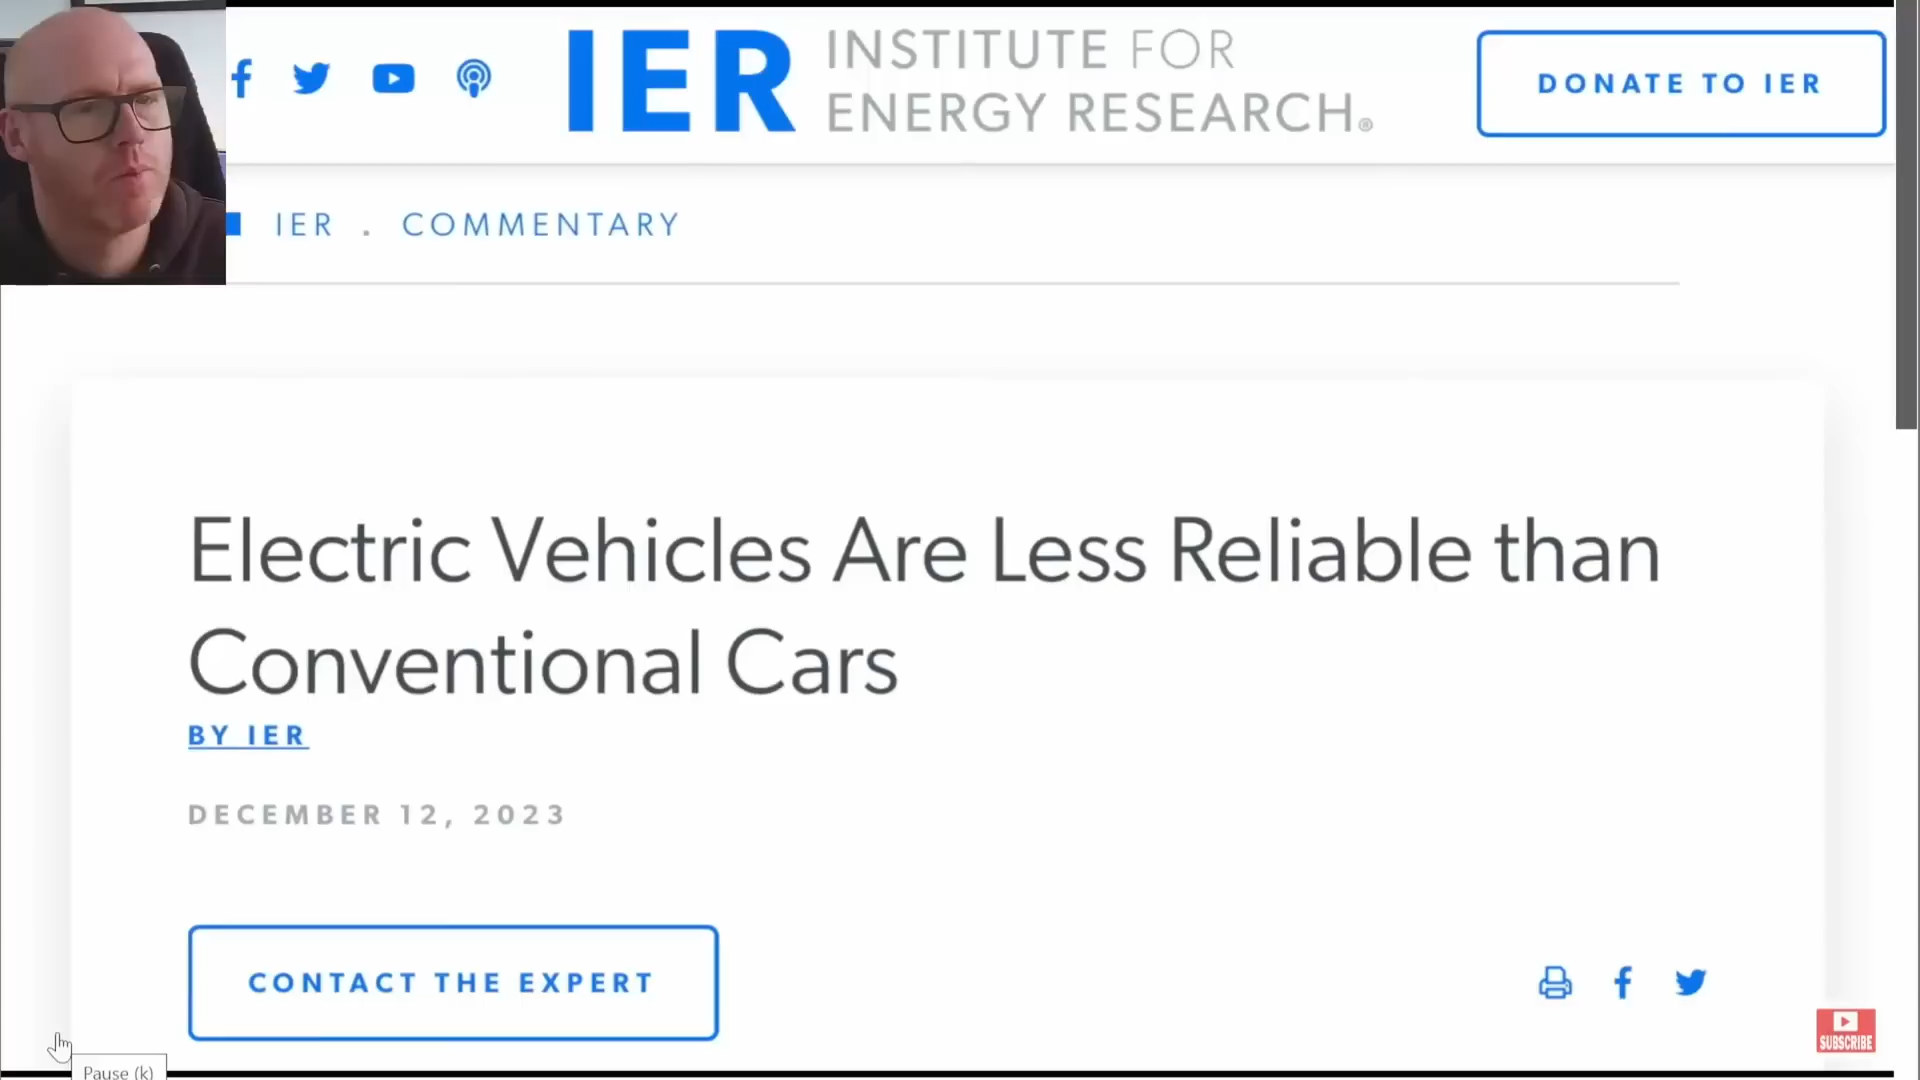 IER INSTITUTE FOR
ENERGY RESEARCH®
DONATE TO IER
IER . COMMENTARY
Electric Vehicles Are Less Reliable than
Conventional Cars
BY IER
DECEMBER 12, 2023
CONTACT THE EXPERT
SUBSCRIBE
Pause (k)